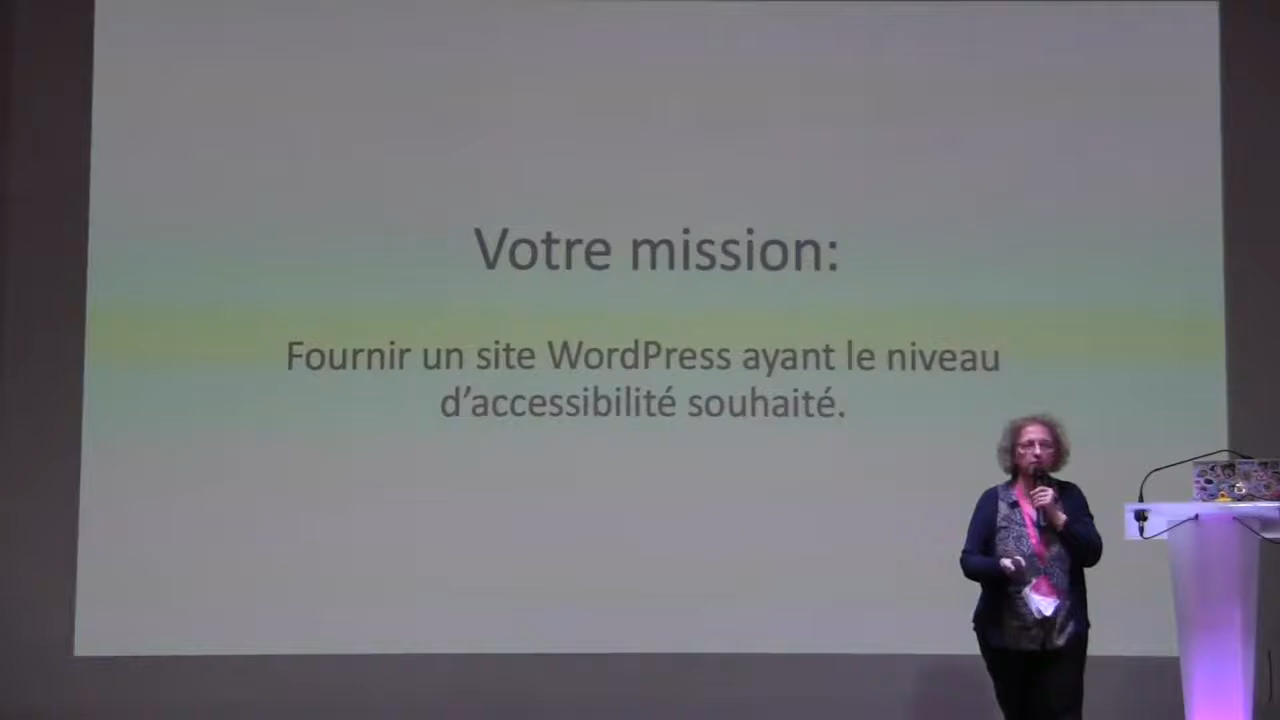 Votre mission:
Fournir un site WordPress ayant le niveau
d’accessibilité souhaité.